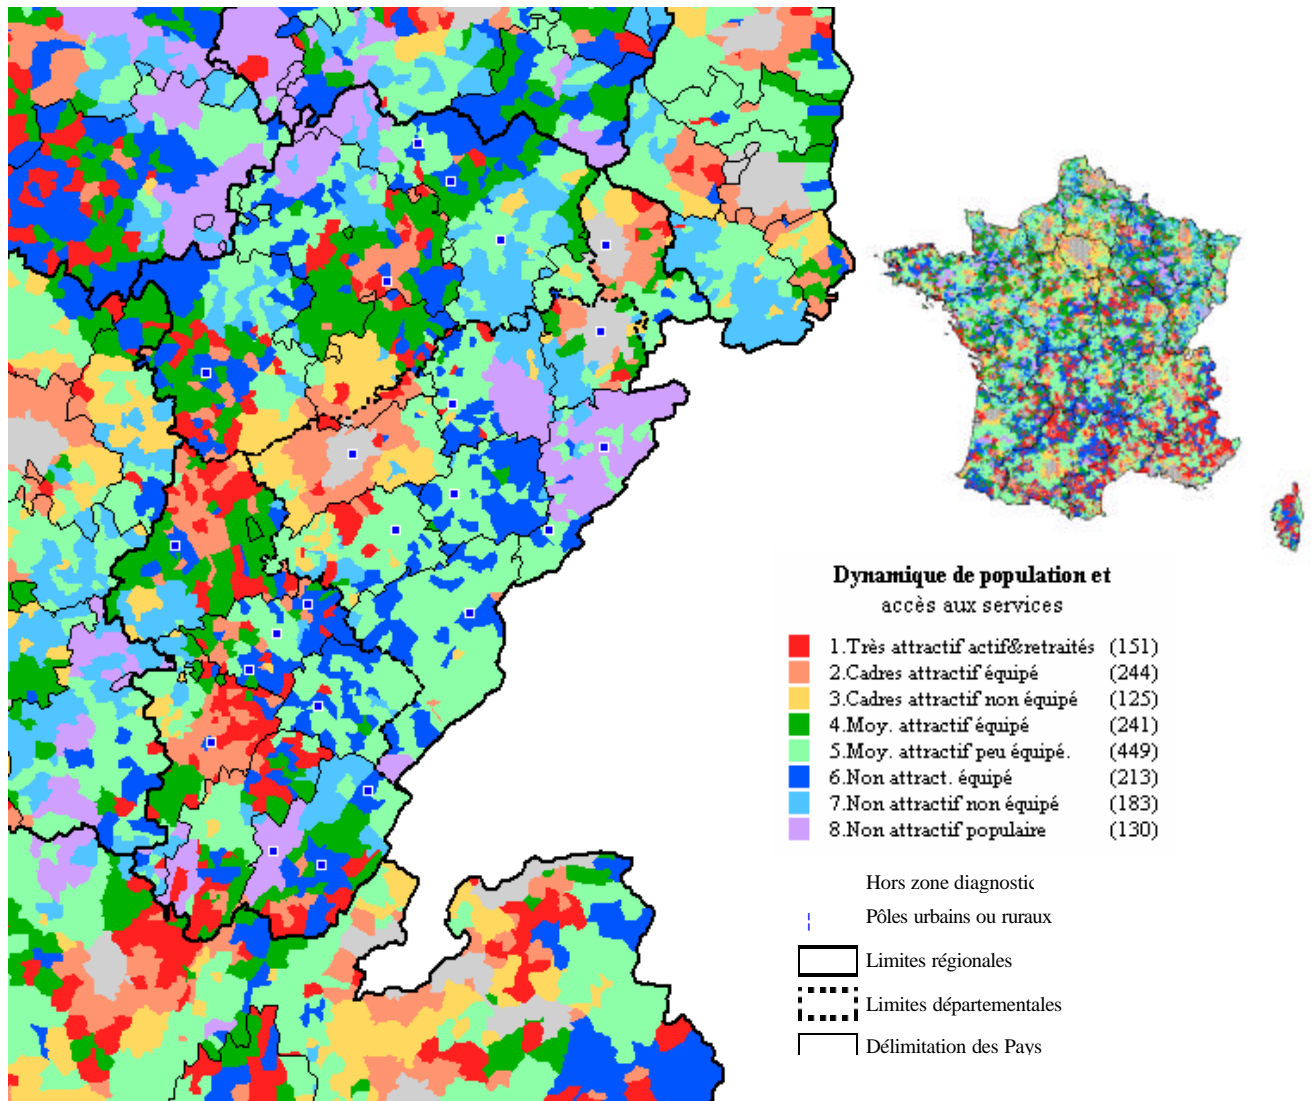 Dynamique de population et
accès aux services
1.Très attractif actif&retraités (151)
2.Cadres attractif équipé (244)
3.Cadres attractif non équipé (125)
4.Moy. attractif équipé (241)
5.Moy. attractif peu équipé. (449)
6.Non attract. équipé (213)
7.Non attractif non équipé (183)
8.Non attractif populaire (130)
Hors zone diagnostic
Pôles urbains ou ruraux
Limites régionales
Limites départementales
Délimitation des Pays